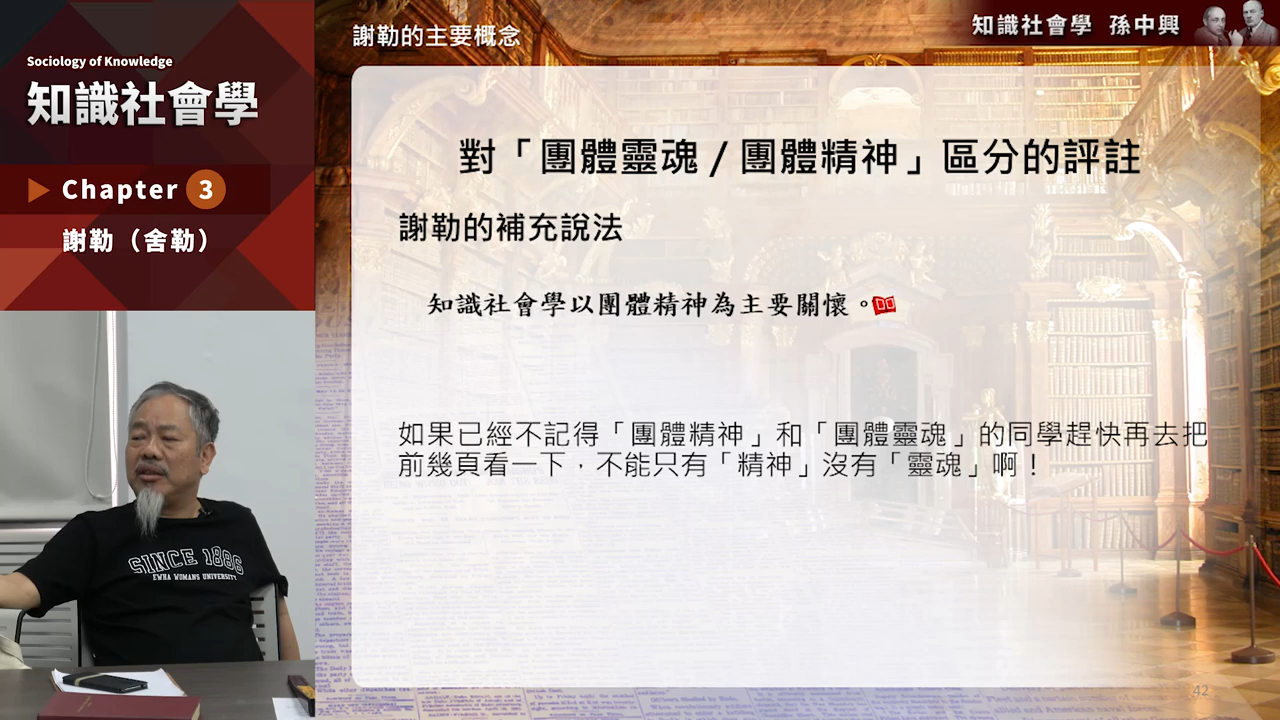 Sociology of Knowledge
知識社會學
Chapter 3
謝勒（舍勒）
謝勒的主要概念
知識社會學 孫中興
對「團體靈魂 / 團體精神」區分的評註
謝勒的補充說法
知識社會學以團體精神為主要關懷。
如果已經不記得「團體精神」和「團體靈魂」的同學趕快再去把
前幾頁看一下，不能只有「精神」沒有「靈魂」啊！
42
SINCE 1886
EWHA WOMANS UNIVERSITY